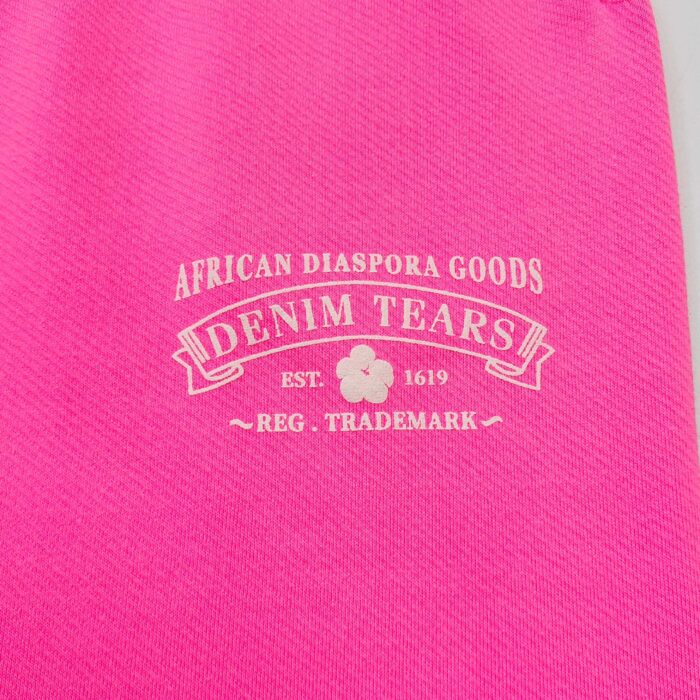 AFRICAN DIASPORA GOODS
DENIM TEARS
EST. 1619
~REG . TRADEMARK~